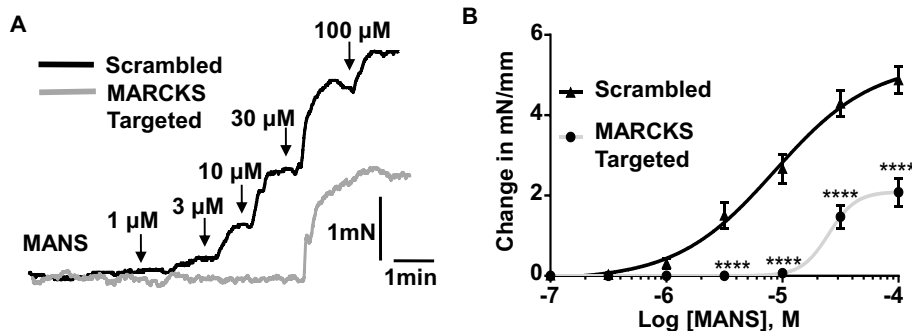 A
100 µM
Scrambled
MARCKS
Targeted
30 µM
10 µM
3 µM
1 µM
MANS
1mN
1min
B
Change in mN/mm
6
4
2
0
Scrambled
MARCKS
Targeted
****
****
****
****
-7
-6
-5
-4
Log [MANS], M